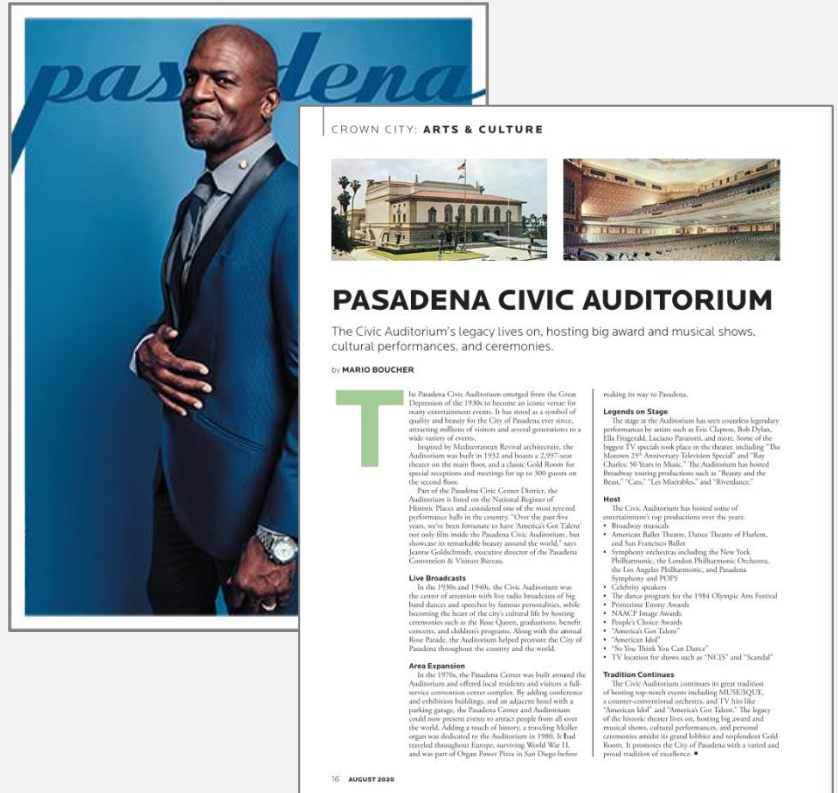 pasadena
CROWN CITY: ARTS & CULTURE
PASADENA CIVIC AUDITORIUM
The Civic Auditorium's legacy lives on, hosting big award and musical shows,
cultural performances, and ceremonies.
by MARIO BOUCHER
The Pasadena Civic Auditorium emerged from the Great
Depression of the 1930s to become an iconic venue for
many entertainment events. It has stood as a symbol of
quality and beauty for the City of Pasadena ever since,
attracting millions of visitors and several generations to a
wide variety of events.
Inspired by Mediterranean Revival architecture, the
Auditorium was built in 1932 and boasts a 2,997-seat
theater on the main floor, and a classic Gold Room for
special receptions and meetings for up to 300 guests on
the second floor.
Part of the Pasadena Civic Center District, the
Auditorium is listed on the National Register of
Historic Places and considered one of the most revered
performance halls in the country. "Over the past five
years, we've been fortunate to have 'America's Got Talent'
not only film inside the Pasadena Civic Auditorium, but
showcase its remarkable beauty around the world," says
Jeanne Goldschmidt, executive director of the Pasadena
Convention & Visitors Bureau.
Live Broadcasts
In the 1930s and 1940s, the Civic Auditorium was
the center of attention with live radio broadcasts of big
band dances and speeches by famous personalities, while
becoming the heart of the city's cultural life by hosting
ceremonies such as the Rose Queen, graduations, benefit
concerts, and children's programs. Along with the annual
Rose Parade, the Auditorium helped promote the City of
Pasadena throughout the country and the world.
Area Expansion
In the 1970s, the Pasadena Center was built around the
Auditorium and offered local residents and visitors a full-
service convention center complex. By adding conference
and exhibition buildings, and an adjacent hotel with a
parking garage, the Pasadena Center and Auditorium
could now present events to attract people from all over
the world. Adding a touch of history, a traveling Moller
organ was dedicated to the Auditorium in 1980. It had
traveled throughout Europe, surviving World War II,
and was part of Organ Power Pizza in San Diego before
making its way to Pasadena.
Legends on Stage
The stage at the Auditorium has seen countless legendary
performances by artists such as Eric Clapton, Bob Dylan,
Ella Fitzgerald, Luciano Pavarotti, and more. Some of the
biggest TV specials took place in the theater, including "The
Motown 25th Anniversary Television Special" and "Ray
Charles: 50 Years in Music." The Auditorium has hosted
Broadway touring productions such as "Beauty and the
Beast," "Cats," "Les Misérables," and "Riverdance."
Host
The Civic Auditorium has hosted some of
entertainment's top productions over the years:
• Broadway musicals
• American Ballet Theatre, Dance Theatre of Harlem,
and San Francisco Ballet
• Symphony orchestras including the New York
Philharmonic, the London Philharmonic Orchestra,
the Los Angeles Philharmonic, and Pasadena
Symphony and POPS
• Celebrity speakers
• The dance program for the 1984 Olympic Arts Festival
• Primetime Emmy Awards
• NAACP Image Awards
• People's Choice Awards
• "America's Got Talent"
• "American Idol"
• "So You Think You Can Dance"
• TV location for shows such as "NCIS" and "Scandal"
Tradition Continues
The Civic Auditorium continues its great tradition
of hosting top-notch events including MUSE/IQUE,
a counter-conventional orchestra, and TV hits like
"American Idol" and "America's Got Talent." The legacy
of the historic theater lives on, hosting big award and
musical shows, cultural performances, and personal
ceremonies amidst its grand lobbies and resplendent Gold
Room. It promotes the City of Pasadena with a varied and
proud tradition of excellence. ■
16 AUGUST 2020